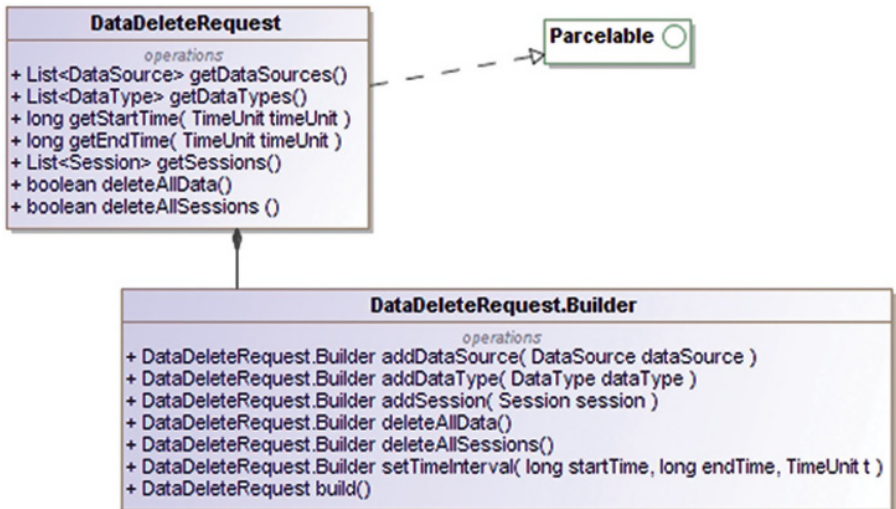 DataDeleteRequest
operations
+ List<DataSource> getDataSources()
+ List<DataType> getDataTypes()
+ long getStartTime( TimeUnit timeUnit )
+ long getEndTime( TimeUnit timeUnit )
+ List<Session> getSessions()
+ boolean deleteAllData()
+ boolean deleteAllSessions ()
Parcelable
DataDeleteRequest.Builder
operations
+ DataDeleteRequest.Builder addDataSource( DataSource dataSource )
+ DataDeleteRequest.Builder addDataType( DataType dataType )
+ DataDeleteRequest.Builder addSession( Session session )
+ DataDeleteRequest.Builder deleteAllData()
+ DataDeleteRequest.Builder deleteAllSessions()
+ DataDeleteRequest.Builder setTimeInterval( long startTime, long endTime, TimeUnit t )
+ DataDeleteRequest build()